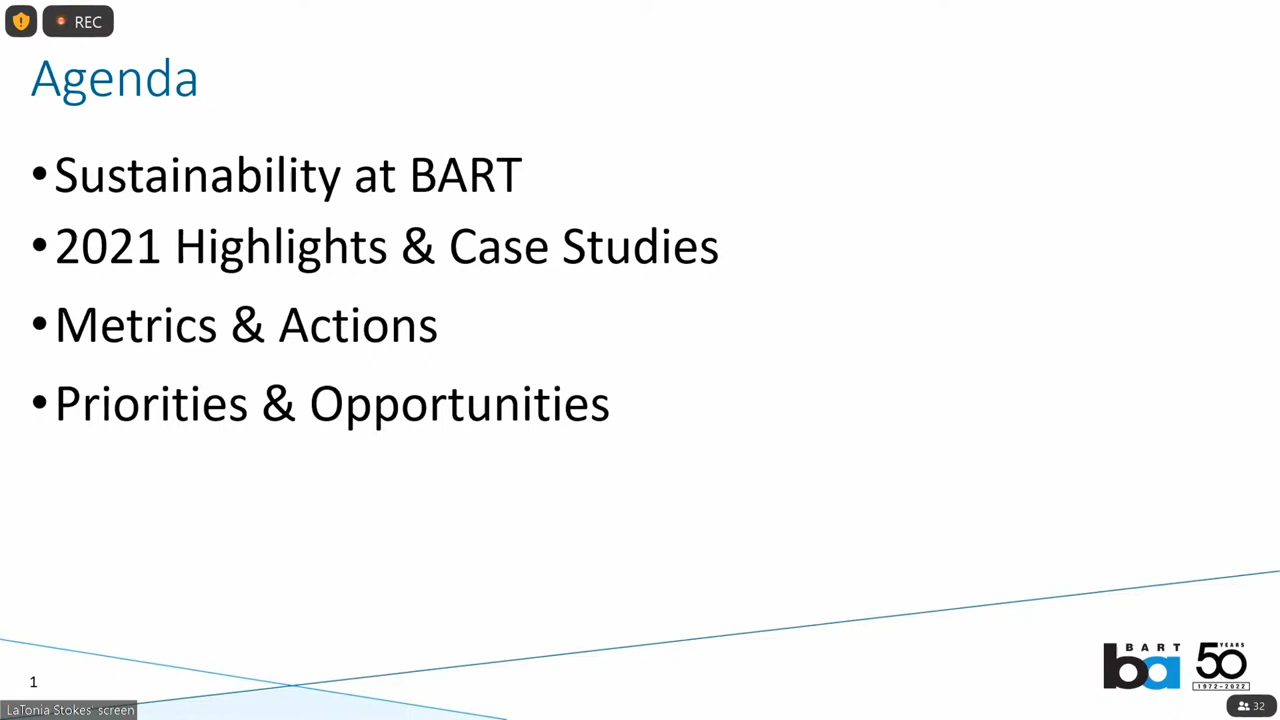 REC
Agenda
•Sustainability at BART
•2021 Highlights & Case Studies
•Metrics & Actions
•Priorities & Opportunities
1
BART
ba
50
YEARS
1972-2022
LaTonia Stokes' screen
32